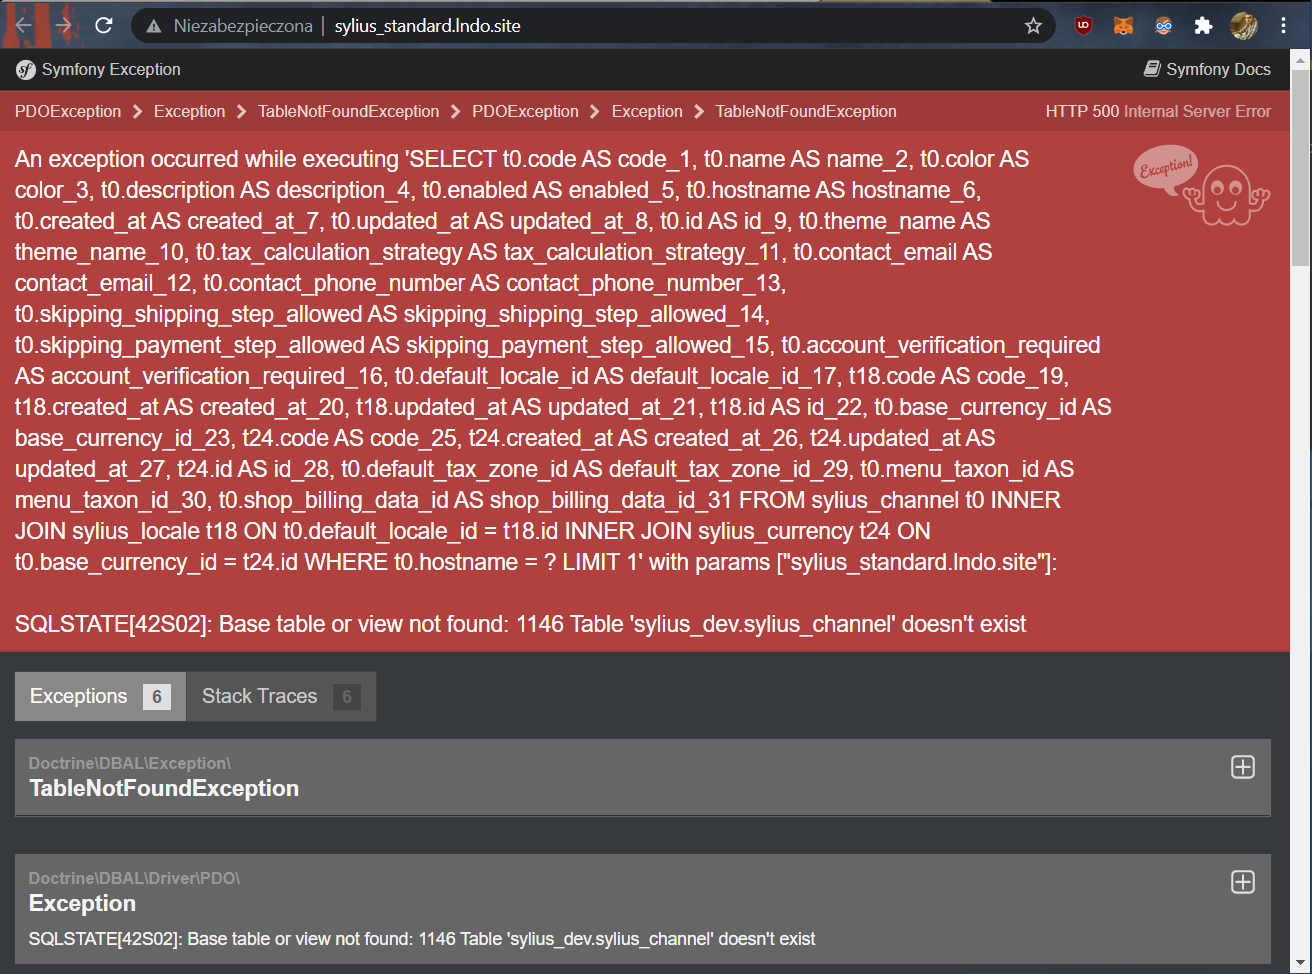 Niezabezpieczona | sylius_standard.lndo.site
Symfony Exception
Symfony Docs
PDOException > Exception > TableNotFoundException > PDOException > Exception > TableNotFoundException
HTTP 500 Internal Server Error
An exception occurred while executing 'SELECT t0.code AS code_1, t0.name AS name_2, t0.color AS
color_3, t0.description AS description_4, t0.enabled AS enabled_5, t0.hostname AS hostname_6,
t0.created_at AS created_at_7, t0.updated_at AS updated_at_8, t0.id AS id_9, t0.theme_name AS
theme_name_10, t0.tax_calculation_strategy AS tax_calculation_strategy_11, t0.contact_email AS
contact_email_12, t0.contact_phone_number AS contact_phone_number_13,
t0.skipping_shipping_step_allowed AS skipping_shipping_step_allowed_14,
t0.skipping_payment_step_allowed AS skipping_payment_step_allowed_15, t0.account_verification_required
AS account_verification_required_16, t0.default_locale_id AS default_locale_id_17, t18.code AS code_19,
t18.created_at AS created_at_20, t18.updated_at AS updated_at_21, t18.id AS id_22, t0.base_currency_id AS
base_currency_id_23, t24.code AS code_25, t24.created_at AS created_at_26, t24.updated_at AS
updated_at_27, t24.id AS id_28, t0.default_tax_zone_id AS default_tax_zone_id_29, t0.menu_taxon_id AS
menu_taxon_id_30, t0.shop_billing_data_id AS shop_billing_data_id_31 FROM sylius_channel t0 INNER
JOIN sylius_locale t18 ON t0.default_locale_id = t18.id INNER JOIN sylius_currency t24 ON
t0.base_currency_id = t24.id WHERE t0.hostname = ? LIMIT 1' with params ["sylius_standard.lndo.site"]:
Exception!
SQLSTATE[42S02]: Base table or view not found: 1146 Table 'sylius_dev.sylius_channel' doesn't exist
Exceptions 6
Stack Traces 6
Doctrine\DBAL\Exception\
TableNotFoundException
Doctrine\DBAL\Driver\PDO\
Exception
SQLSTATE[42S02]: Base table or view not found: 1146 Table 'sylius_dev.sylius_channel' doesn't exist